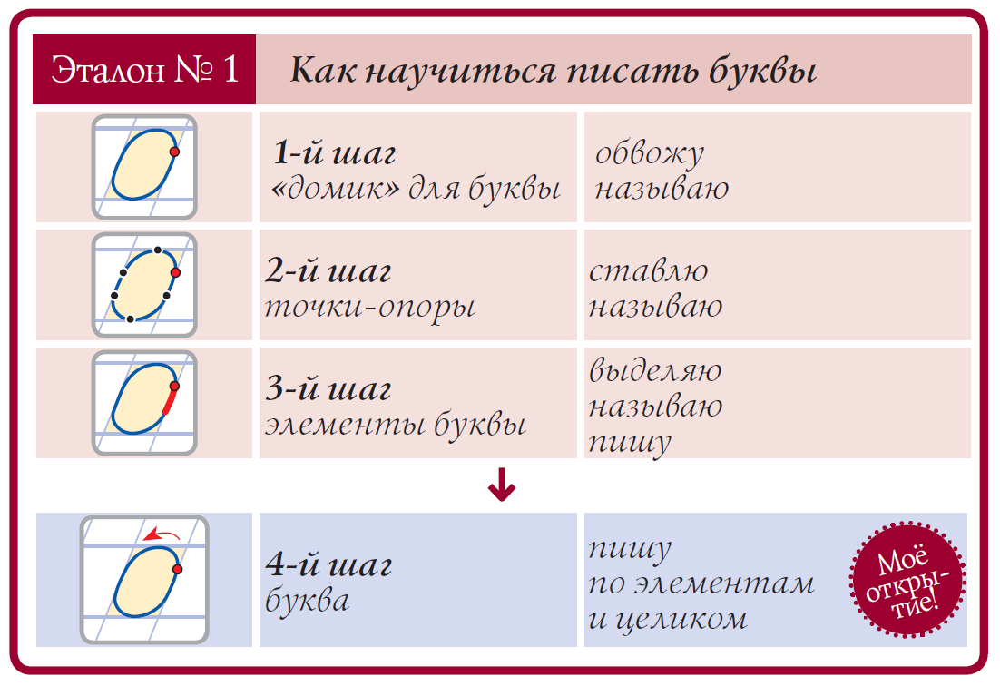 Эталон № 1
Как научиться писать буквы
1-й шаг
«домик» для буквы
обвожу
называю
2-й шаг
точки-опоры
ставлю
называю
3-й шаг
элементы буквы
выделяю
называю
пишу
4-й шаг
буква
пишу
по элементам
и целиком
Моё
откры-
тие!